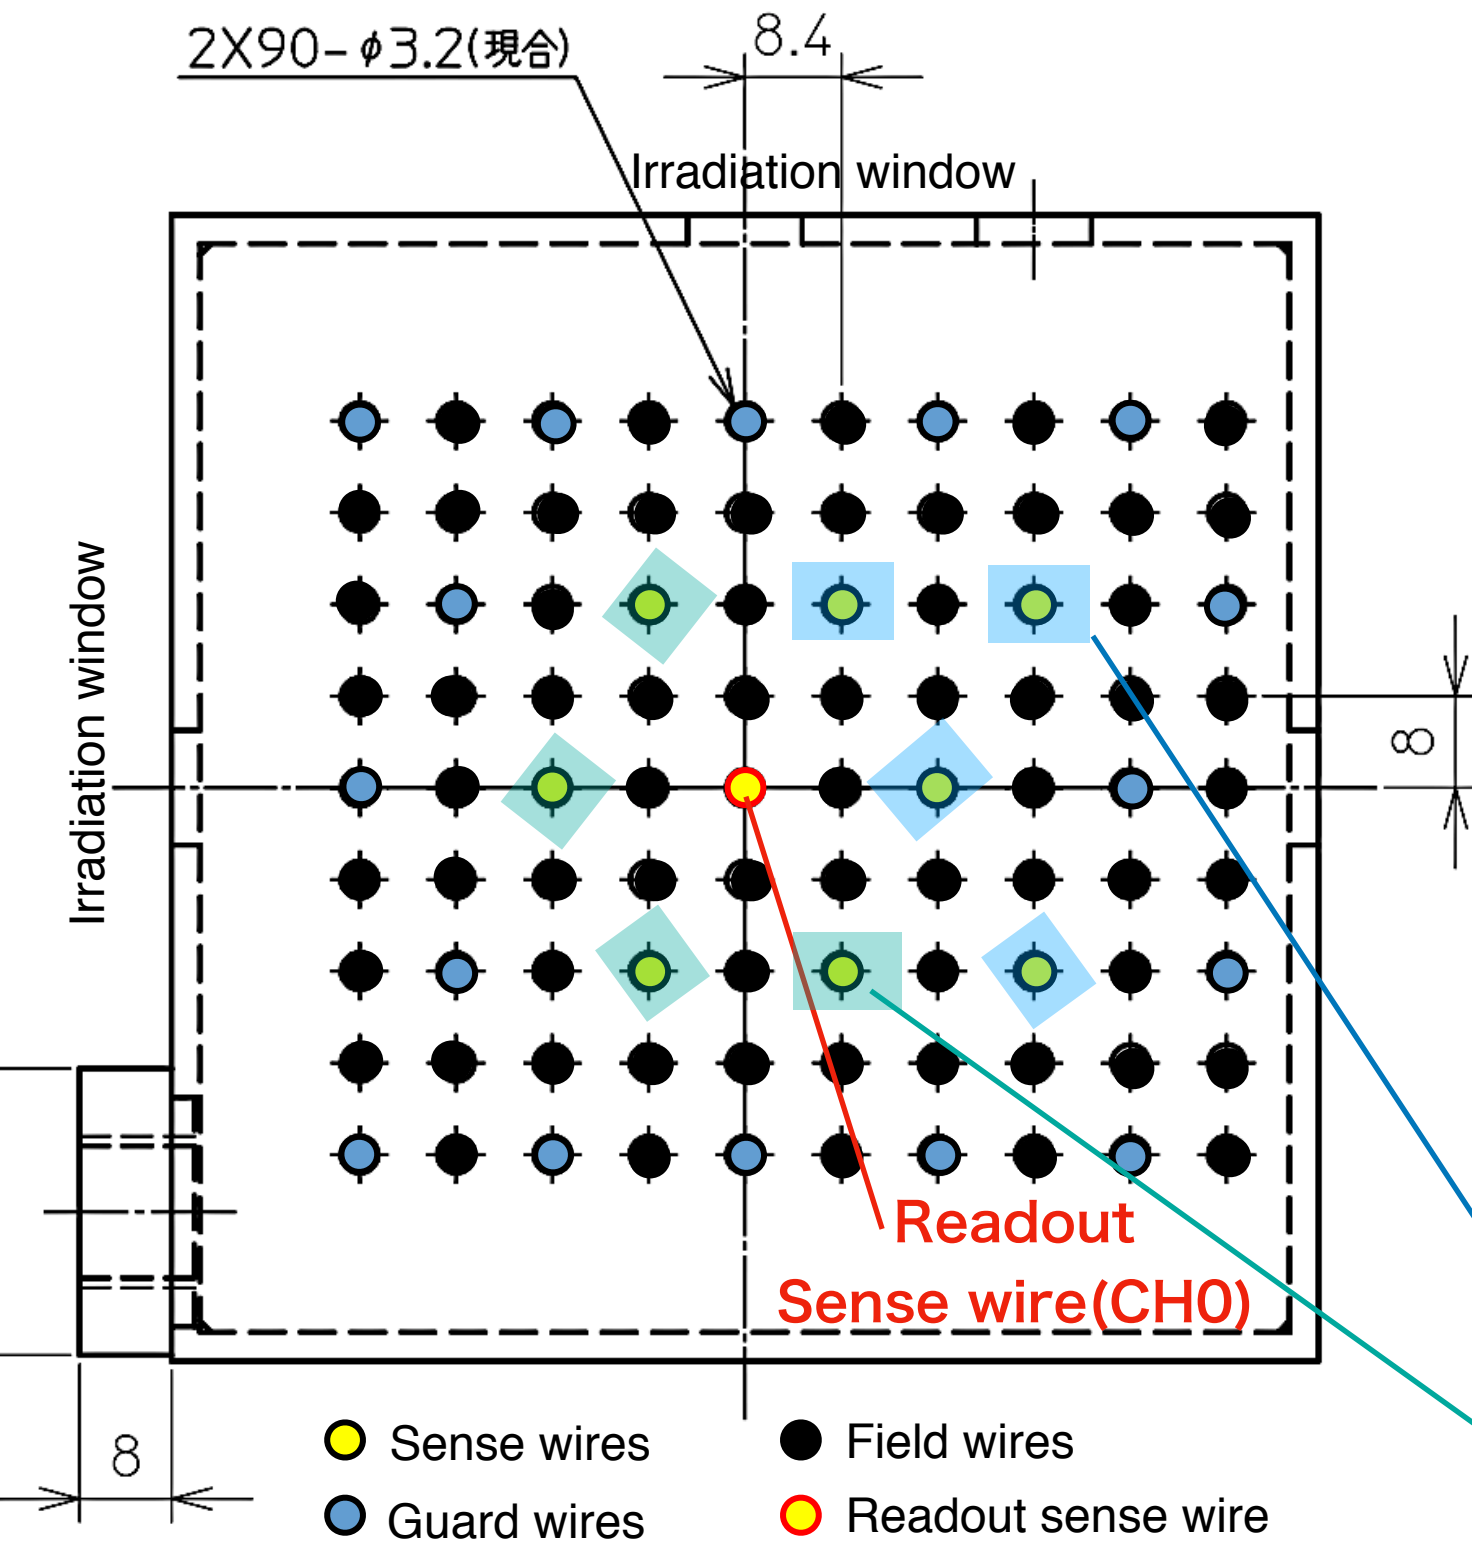 2X90-φ3.2(現合)
8.4
Irradiation window
Irradiation window
8
Readout
Sense wire(CH0)
8
Sense wires
Field wires
Guard wires
Readout sense wire